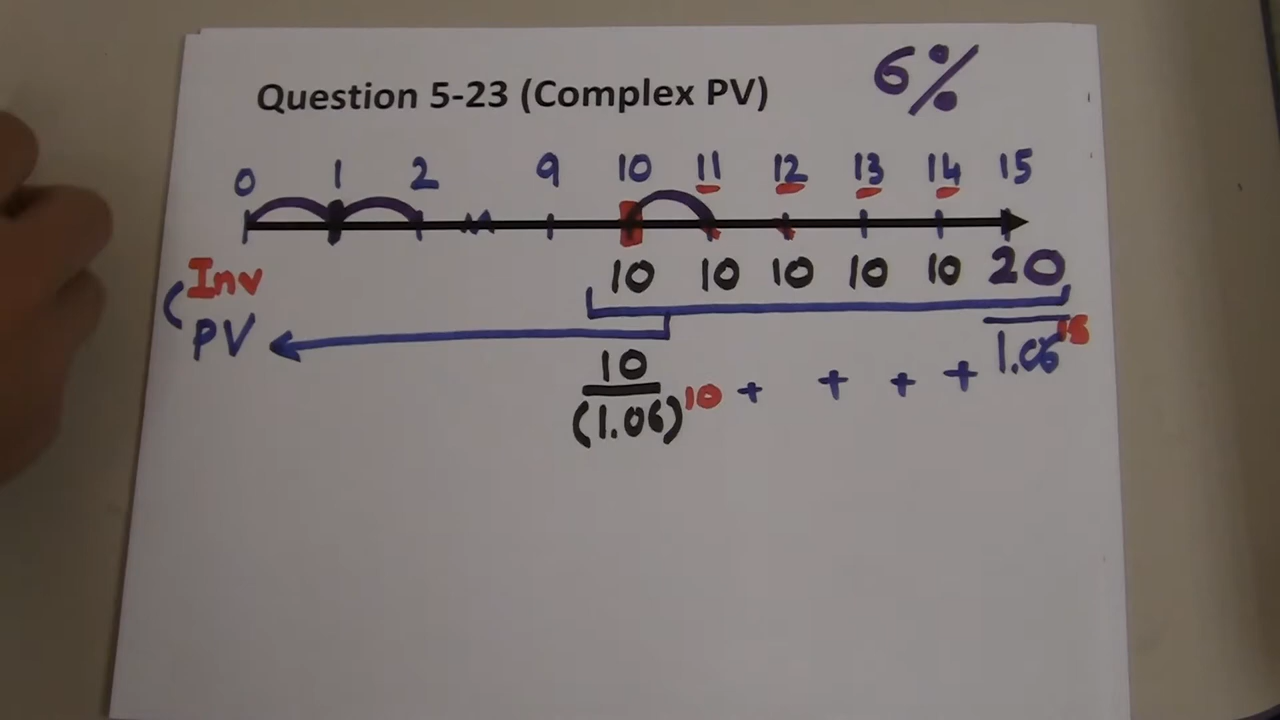 Question 5-23 (Complex PV) 6%
0 1 2 9 10 11 12 13 14 15
Inv 10 10 10 10 10 20
PV
10
(1.06)10 + + + + 1.06 15